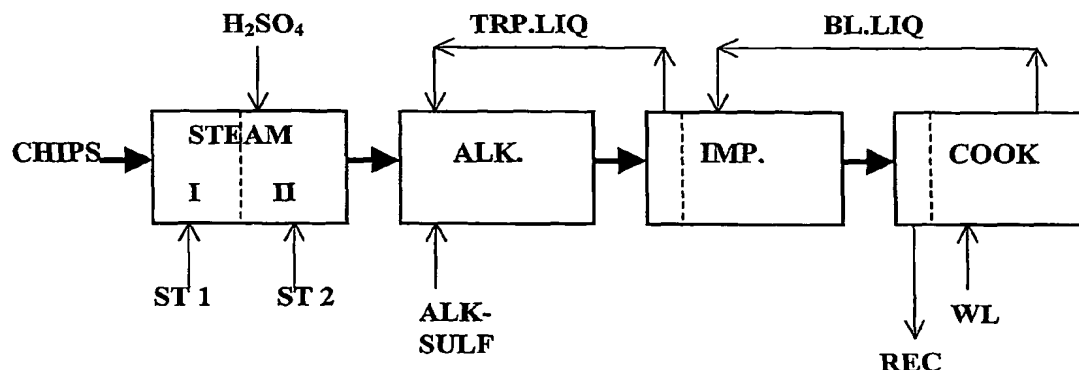 H₂SO₄ TRP.LIQ BL.LIQ
CHIPS STEAM ALK. IMP. COOK
I II
ST 1 ST 2 ALK- WL
SULF
REC